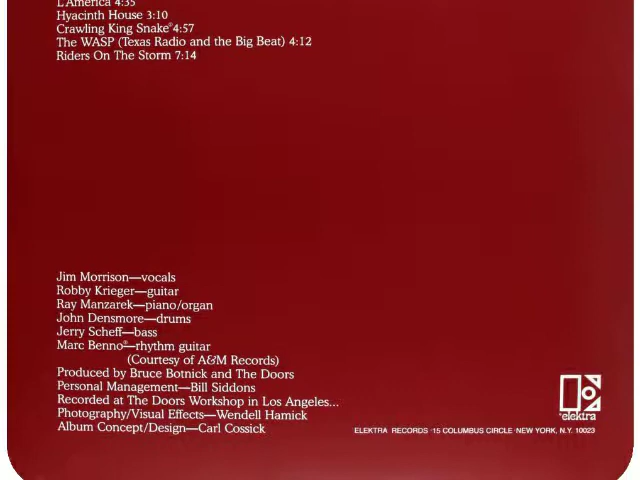 L'America 4:35
Hyacinth House 3:10
Crawling King Snake°4:57
The WASP (Texas Radio and the Big Beat) 4:12
Riders On The Storm 7:14
Jim Morrison—vocals
Robby Krieger—guitar
Ray Manzarek—piano/organ
John Densmore—drums
Jerry Scheff—bass
Marc Benno°—rhythm guitar
(Courtesy of A&M Records)
Produced by Bruce Botnick and The Doors
Personal Management—Bill Siddons
Recorded at The Doors Workshop in Los Angeles...
Photography/Visual Effects—Wendell Hamick
Album Concept/Design—Carl Cossick
elektra
ELEKTRA RECORDS·15 COLUMBUS CIRCLE·NEW YORK, N.Y. 10023